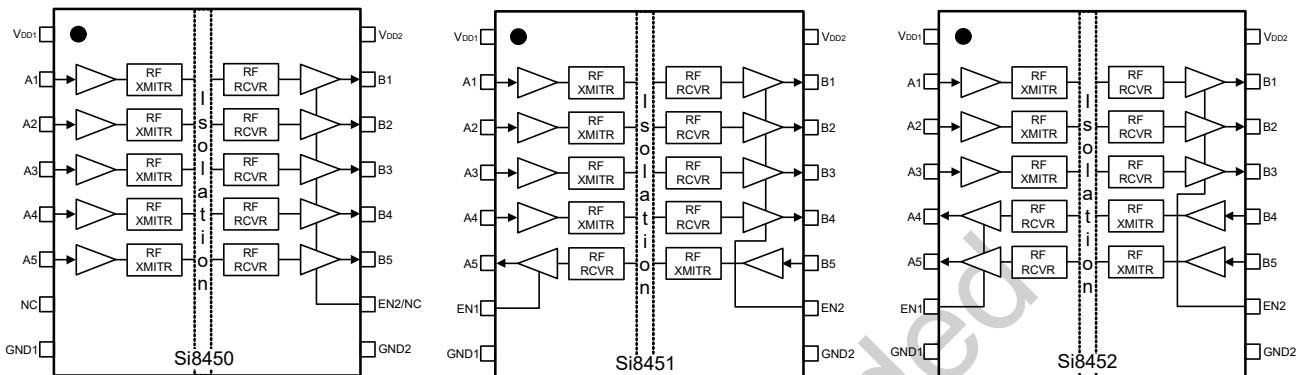 VDD1
VDD2
A1
RF XMITR
RF RCVR
B1
A2
RF XMITR
RF RCVR
B2
A3
RF XMITR
RF RCVR
B3
A4
RF XMITR
RF RCVR
B4
A5
RF XMITR
RF RCVR
B5
NC
EN2/NC
GND1
GND2
Isolation
Si8450
VDD1
VDD2
A1
RF XMITR
RF RCVR
B1
A2
RF XMITR
RF RCVR
B2
A3
RF XMITR
RF RCVR
B3
A4
RF XMITR
RF RCVR
B4
A5
RF RCVR
RF XMITR
B5
EN1
EN2
GND1
GND2
Isolation
Si8451
VDD1
VDD2
A1
RF XMITR
RF RCVR
B1
A2
RF XMITR
RF RCVR
B2
A3
RF XMITR
RF RCVR
B3
A4
RF RCVR
RF XMITR
B4
A5
RF RCVR
RF XMITR
B5
EN1
EN2
GND1
GND2
Isolation
Si8452
ded